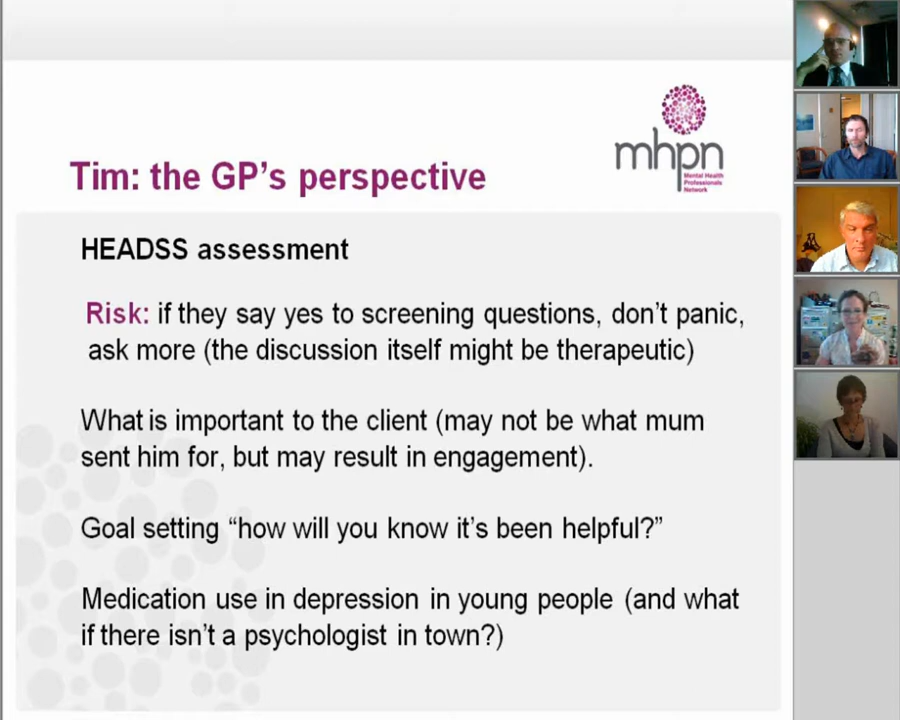 mhpn
Mental Health
Professionals
Network
Tim: the GP's perspective
HEADSS assessment
Risk: if they say yes to screening questions, don't panic,
ask more (the discussion itself might be therapeutic)
What is important to the client (may not be what mum
sent him for, but may result in engagement).
Goal setting “how will you know it's been helpful?”
Medication use in depression in young people (and what
if there isn't a psychologist in town?)